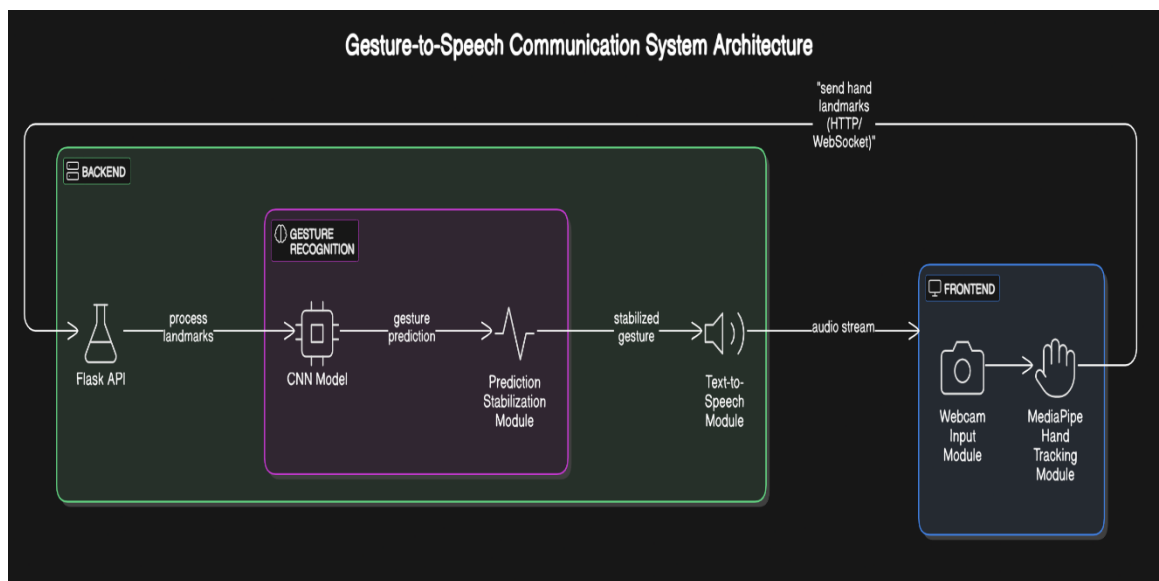 Gesture-to-Speech Communication System Architecture
"send hand
landmarks
(HTTP/
WebSocket)"
BACKEND
GESTURE
RECOGNITION
FRONTEND
process
landmarks
gesture
prediction
stabilized
gesture
audio stream
Flask API
CNN Model
Prediction
Stabilization
Module
Text-to-
Speech
Module
Webcam
Input
Module
MediaPipe
Hand
Tracking
Module